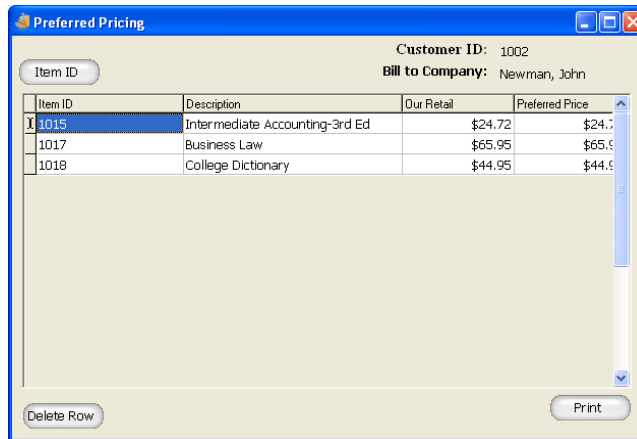 Preferred Pricing
Customer ID: 1002
Item ID
Bill to Company: Newman, John
Item ID Description Our Retail Preferred Price
1015 Intermediate Accounting-3rd Ed $24.72
1017 Business Law $65.95
1018 College Dictionary $44.95
Delete Row
Print